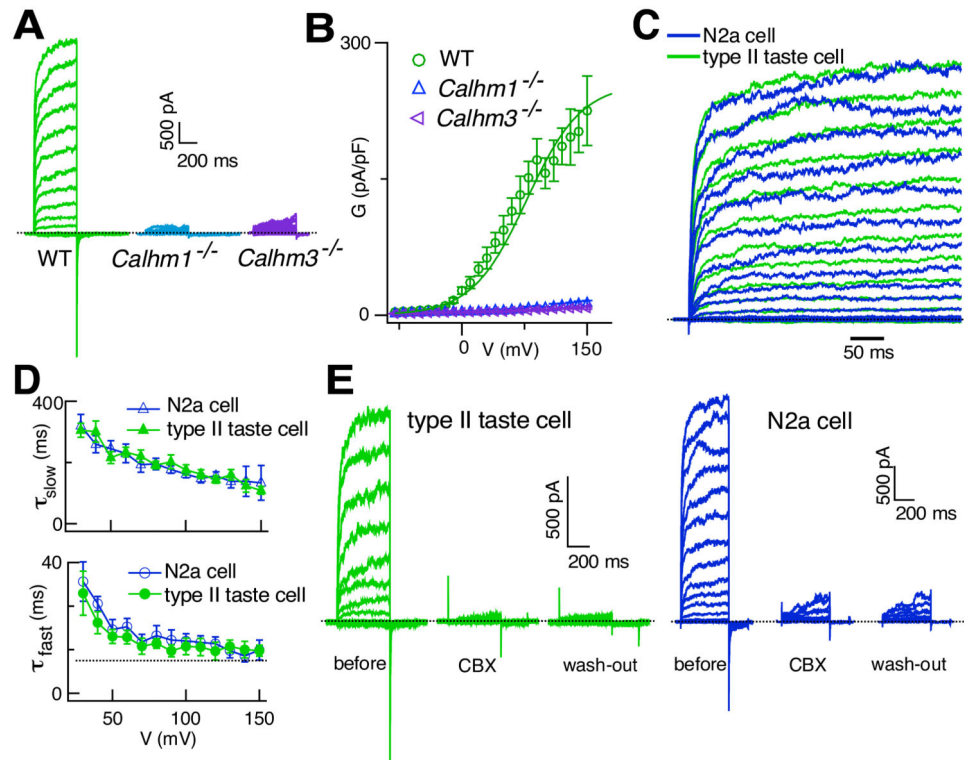 A
500 pA
200 ms
WT
Calhm1-/-
Calhm3-/-
B
300
WT
Calhm1-/-
Calhm3-/-
G (pA/pF)
0
0
150
V (mV)
C
N2a cell
type II taste cell
50 ms
D
400
N2a cell
type II taste cell
τslow (ms)
0
40
N2a cell
type II taste cell
τfast (ms)
0
50
100
150
V (mV)
E
type II taste cell
500 pA
200 ms
before
CBX
wash-out
N2a cell
500 pA
200 ms
before
CBX
wash-out